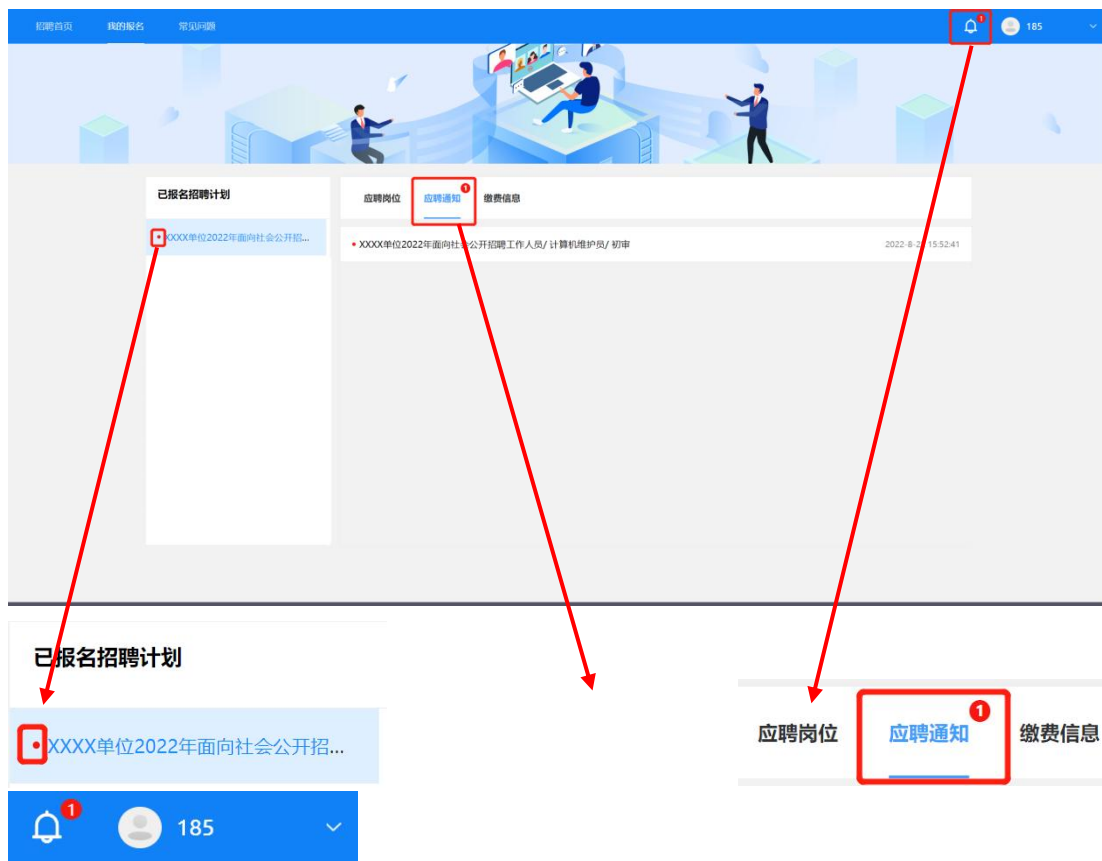 招聘首页 我的报名 常见问题 1 185
已报名招聘计划
应聘岗位 应聘通知 1 缴费信息
XXXX单位2022年面向社会公开招...
• XXXX单位2022年面向社会公开招聘工作人员/ 计算机维护员/ 初审
已报名招聘计划
• XXXX单位2022年面向社会公开招...
应聘岗位 应聘通知 1 缴费信息
1 185